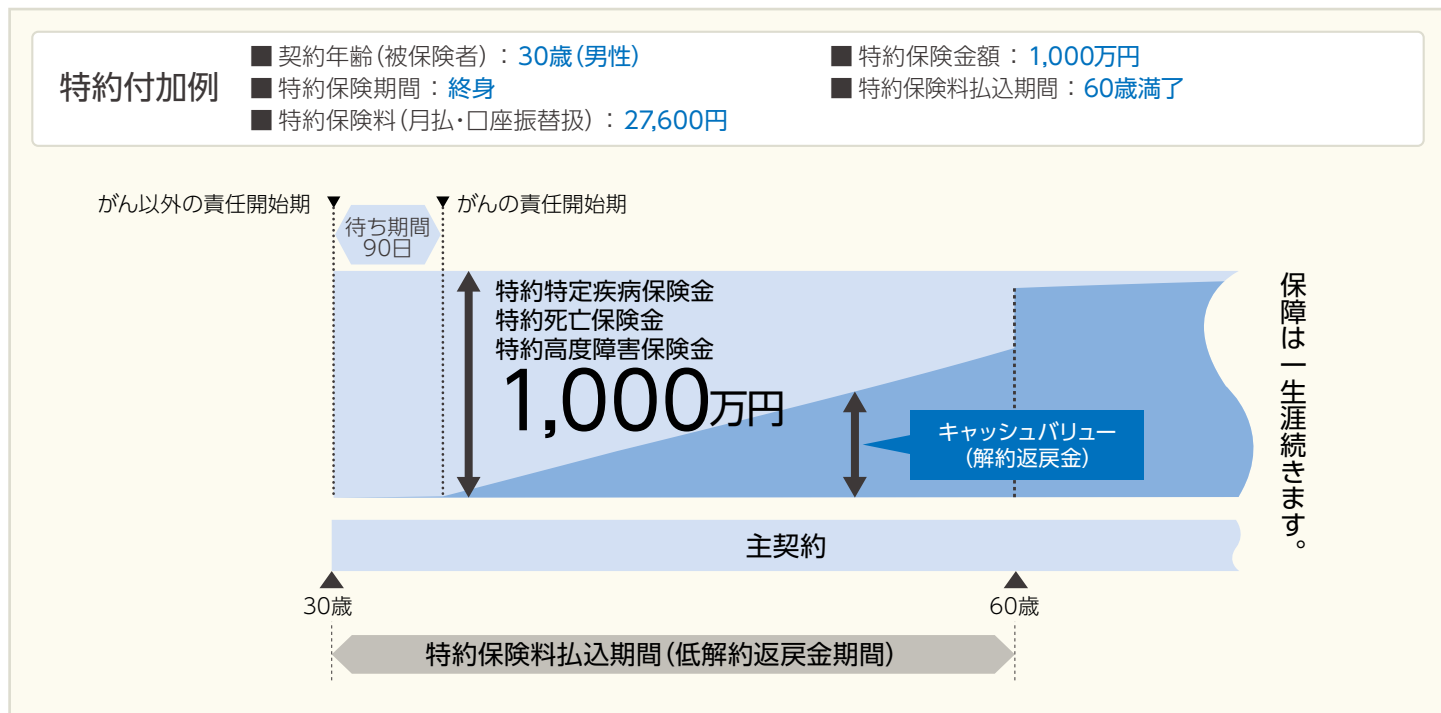 特約付加例
■ 契約年齢(被保険者) : 30歳(男性)
■ 特約保険金額 : 1,000万円
■ 特約保険期間 : 終身
■ 特約保険料払込期間 : 60歳満了
■ 特約保険料(月払・口座振替扱) : 27,600円
がん以外の責任開始期 ▼
▼ がんの責任開始期
待ち期間
90日
特約特定疾病保険金
特約死亡保険金
特約高度障害保険金
1,000万円
キャッシュバリュー
(解約返戻金)
保障は一生涯続きます。
主契約
30歳
60歳
特約保険料払込期間(低解約返戻金期間)